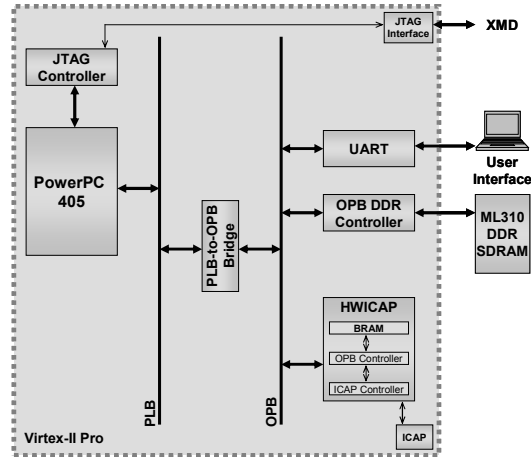 JTAG
Interface
XMD
JTAG
Controller
PowerPC
405
UART
User
Interface
OPB DDR
Controller
ML310
DDR
SDRAM
PLB-to-OPB
Bridge
HWICAP
BRAM
OPB Controller
ICAP Controller
PLB
OPB
Virtex-II Pro
ICAP